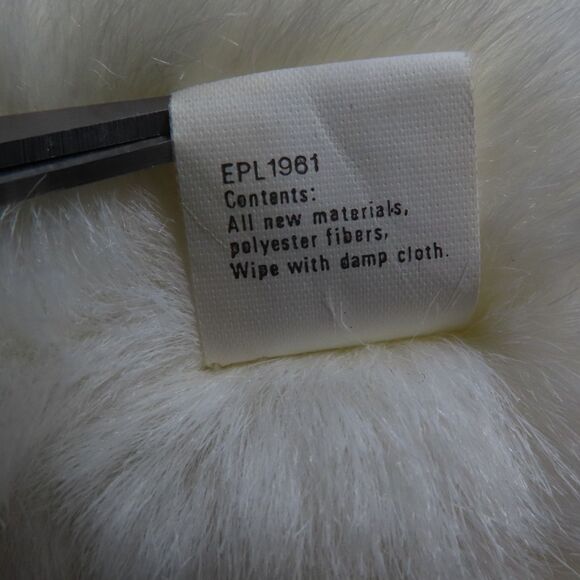 EPL1961
Contents:
All new materials,
polyester fibers,
Wipe with damp cloth.